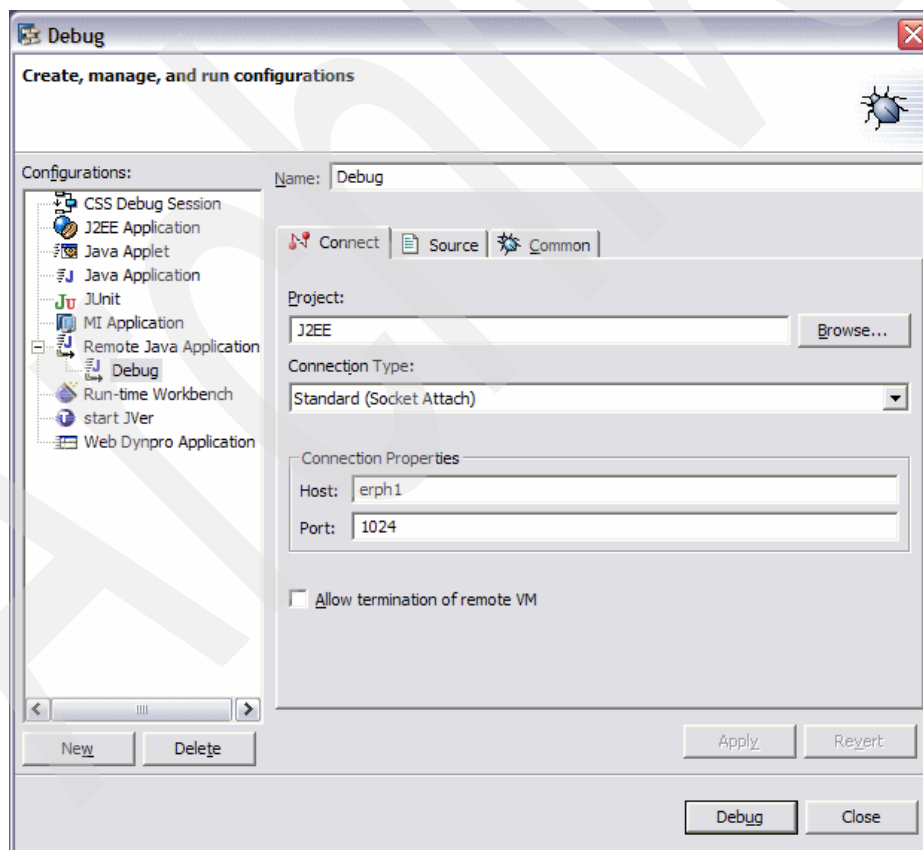 Debug
Create, manage, and run configurations
Configurations:
CSS Debug Session
J2EE Application
Java Applet
Java Application
JUnit
MI Application
Remote Java Application
Debug
Run-time Workbench
start JVer
Web Dynpro Application
New
Delete
Name: Debug
Connect
Source
Common
Project:
J2EE
Browse...
Connection Type:
Standard (Socket Attach)
Connection Properties
Host: erph1
Port: 1024
Allow termination of remote VM
Apply
Revert
Debug
Close